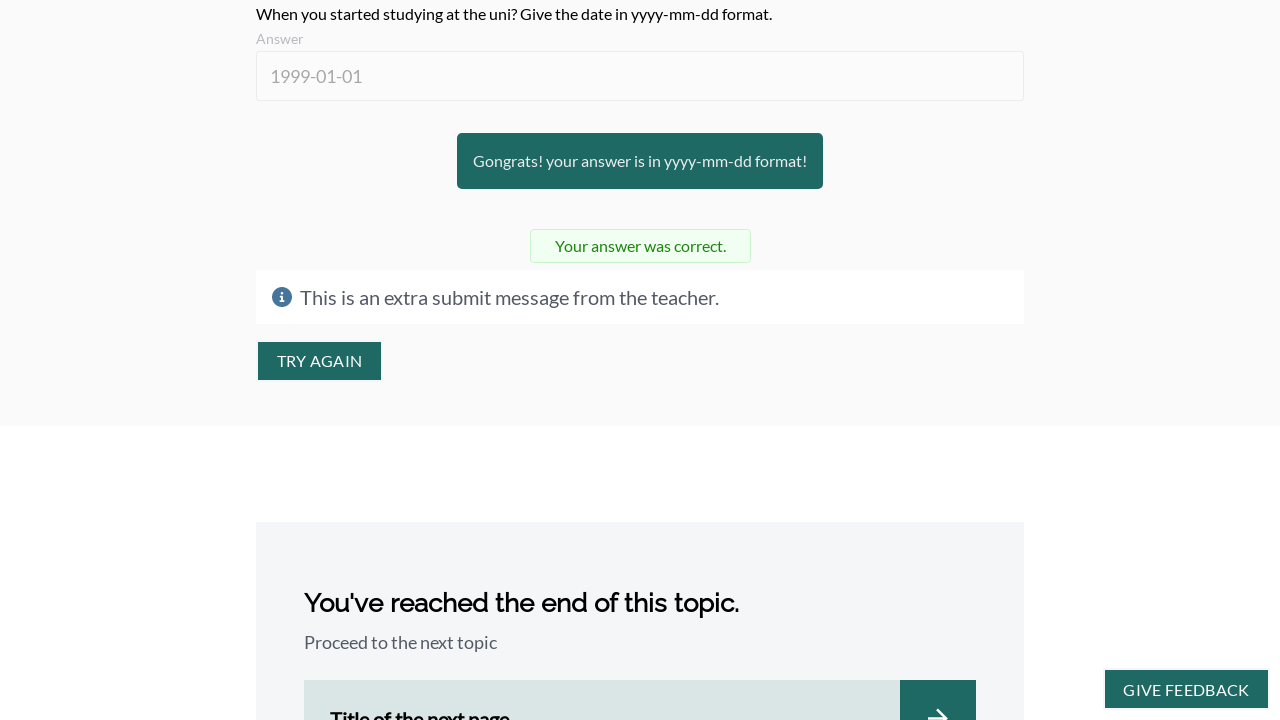 When you started studying at the uni? Give the date in yyyy-mm-dd format.
Answer
1999-01-01
Gongrats! your answer is in yyyy-mm-dd format!
Your answer was correct.
This is an extra submit message from the teacher.
TRY AGAIN
You've reached the end of this topic.
Proceed to the next topic
GIVE FEEDBACK
Title of the next page